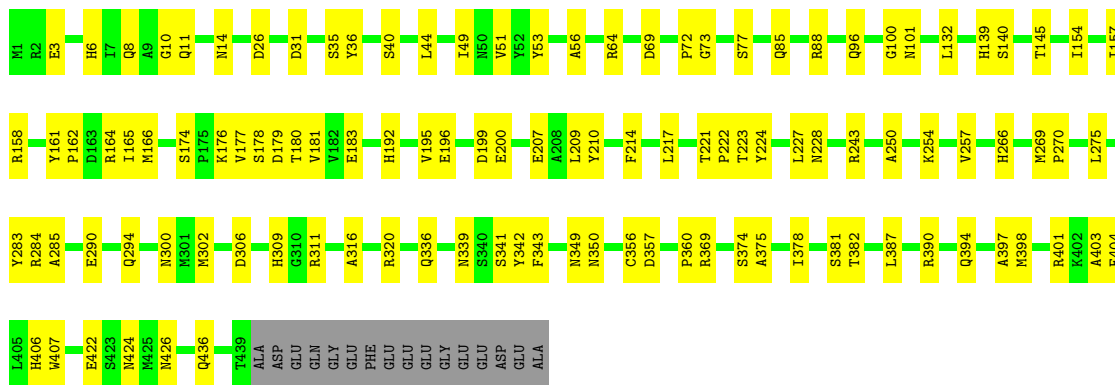 M1 R2 E3 H6 I7 Q8 A9 G10 Q11 N14 D26 D31 S35 Y36 S40 L44 I49 N50 V51 Y52 Y53 A56 R64 D69 P72 G73 S77 Q85 R88 Q96 G100 N101 L132 H139 S140 T145 I154
R158 Y161 P162 D163 R164 I165 M166 S174 P175 K176 V177 S178 D179 T180 V181 V182 E183 H192 V195 E196 D199 E200 E207 A208 L209 Y210 F214 L217 T221 P222 T223 Y224 L227 N228 R243 A250 K254 V257 H266 M269 P270 L275
Y283 R284 A285 E290 Q294 N300 M301 M302 D306 H309 G310 R311 A316 R320 Q336 N339 S340 S341 Y342 F343 N349 N350 C356 D357 P360 R369 S374 A375 I378 S381 T382 L387 R390 Q394 A397 M398 R401 K402 A403
L405 H406 W407 E422 S423 N424 M425 N426 Q436 T439 ALA ASP GLU GLN GLY GLU PHE GLU GLU GLU GLY GLU GLU ASP GLU ALA